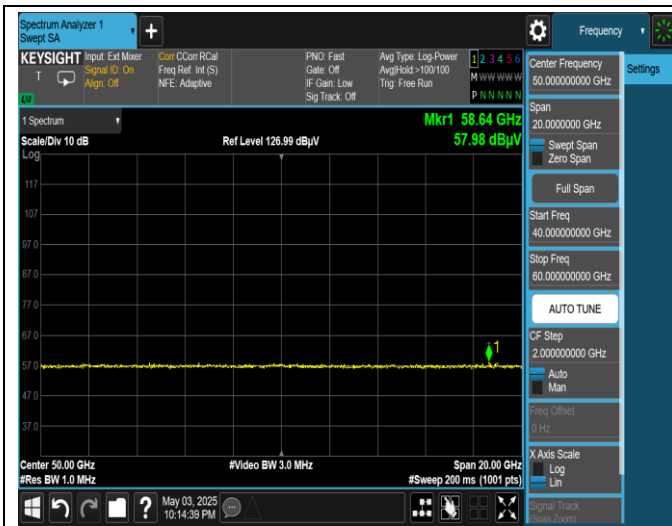 Spectrum Analyzer 1
Swept SA
+
Frequency
KEYSIGHT
T
LXI
Input: Ext Mixer
Signal ID: On
Align: Off
Corr CCorr RCal
Freq Ref: Int (S)
NFE: Adaptive
PNO: Fast
Gate: Off
IF Gain: Low
Sig Track: Off
Avg Type: Log-Power
Avg|Hold:>100/100
Trig: Free Run
1 2 3 4 5 6
M W W W W W
P N N N N N
Center Frequency
50.000000000 GHz
Settings
Span
20.0000000 GHz
Swept Span
Zero Span
Full Span
Start Freq
40.000000000 GHz
Stop Freq
60.000000000 GHz
AUTO TUNE
CF Step
2.000000000 GHz
Auto
Man
Freq Offset
0 Hz
X Axis Scale
Log
Lin
Signal Track
(Span Zoom)
1 Spectrum
Scale/Div 10 dB
Ref Level 126.99 dBµV
Mkr1 58.64 GHz
57.98 dBµV
Log
117
107
97.0
87.0
77.0
67.0
57.0
47.0
37.0
1
Center 50.00 GHz
#Video BW 3.0 MHz
Span 20.00 GHz
#Res BW 1.0 MHz
#Sweep 200 ms (1001 pts)
?
May 03, 2025
10:14:39 PM